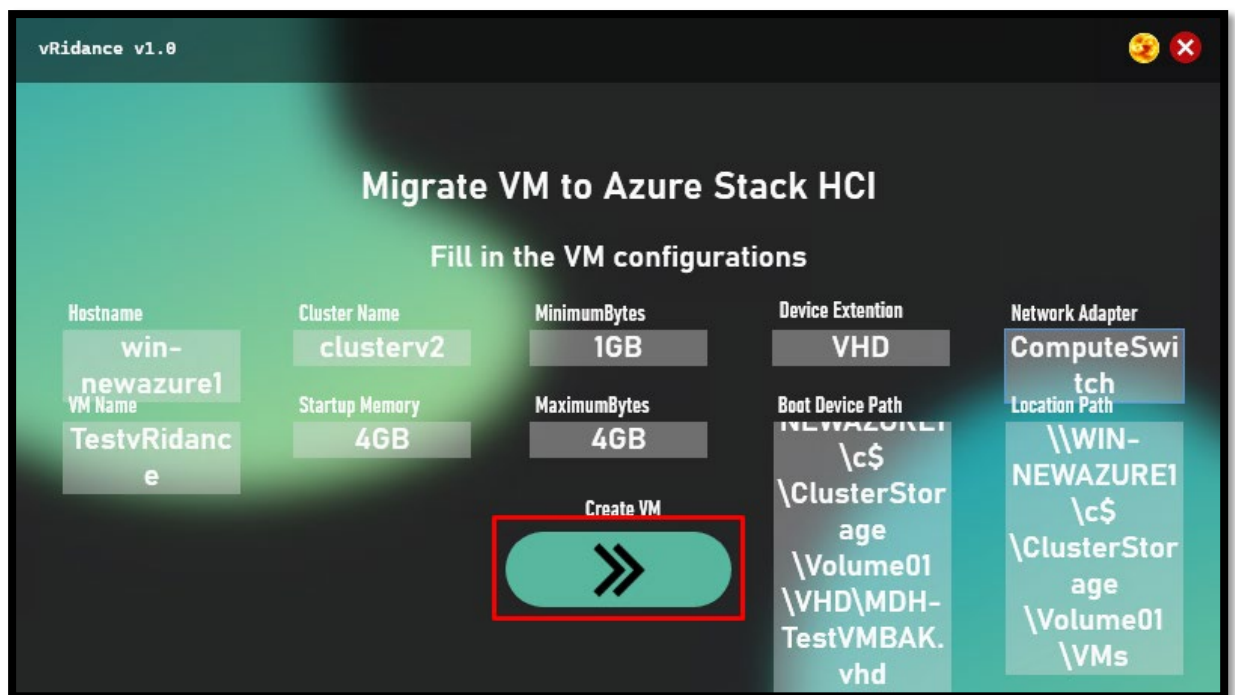 vRidance v1.0
Migrate VM to Azure Stack HCI
Fill in the VM configurations
Hostname
win-
newazure1
Cluster Name
clusterv2
MinimumBytes
1GB
Device Extention
VHD
Network Adapter
ComputeSwi
tch
VM Name
TestvRidanc
e
Startup Memory
4GB
MaximumBytes
4GB
Boot Device Path
NEWAZURE1
\c$
\ClusterStor
age
\Volume01
\VHD\MDH-
TestVMBAK.
vhd
Location Path
\\WIN-
NEWAZURE1
\c$
\ClusterStor
age
\Volume01
\VMs
Create VM